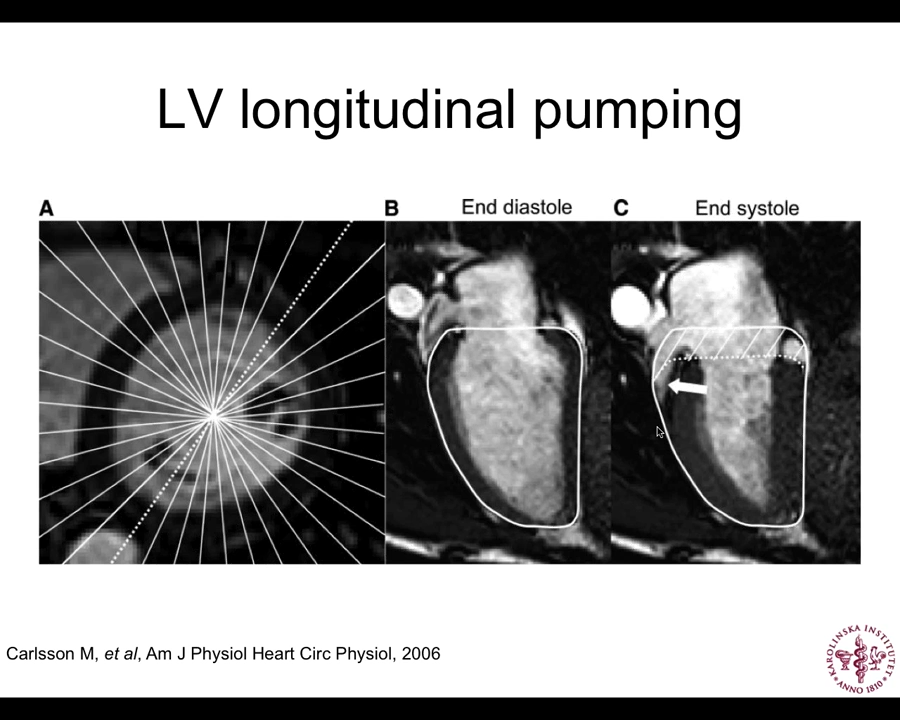 LV longitudinal pumping
A
B End diastole
C End systole
Carlsson M, et al, Am J Physiol Heart Circ Physiol, 2006
KAROLINSKA INSTITUTET
ANNO 1810